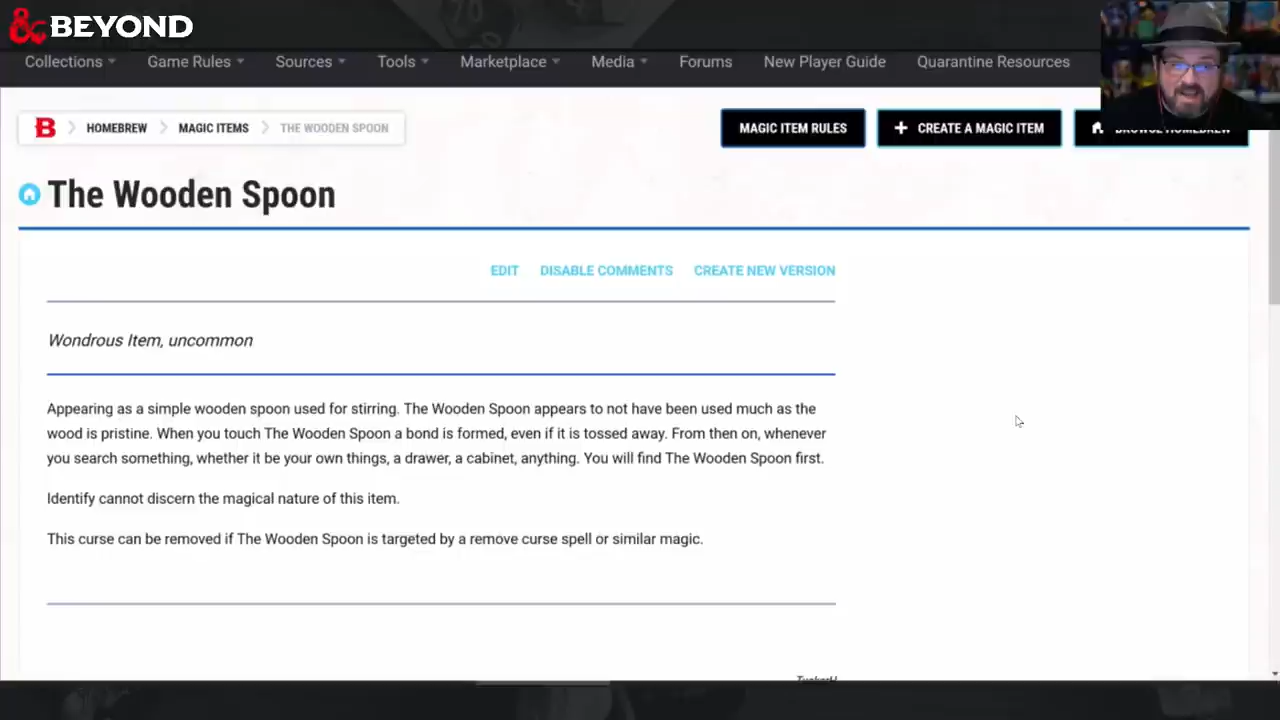 & BEYOND
Collections Game Rules Sources Tools Marketplace Media Forums New Player Guide Quarantine Resources
B HOMEBREW MAGIC ITEMS THE WOODEN SPOON
MAGIC ITEM RULES + CREATE A MAGIC ITEM BROWSE HOMEBREW
The Wooden Spoon
EDIT DISABLE COMMENTS CREATE NEW VERSION
Wondrous Item, uncommon
Appearing as a simple wooden spoon used for stirring. The Wooden Spoon appears to not have been used much as the
wood is pristine. When you touch The Wooden Spoon a bond is formed, even if it is tossed away. From then on, whenever
you search something, whether it be your own things, a drawer, a cabinet, anything. You will find The Wooden Spoon first.
Identify cannot discern the magical nature of this item.
This curse can be removed if The Wooden Spoon is targeted by a remove curse spell or similar magic.